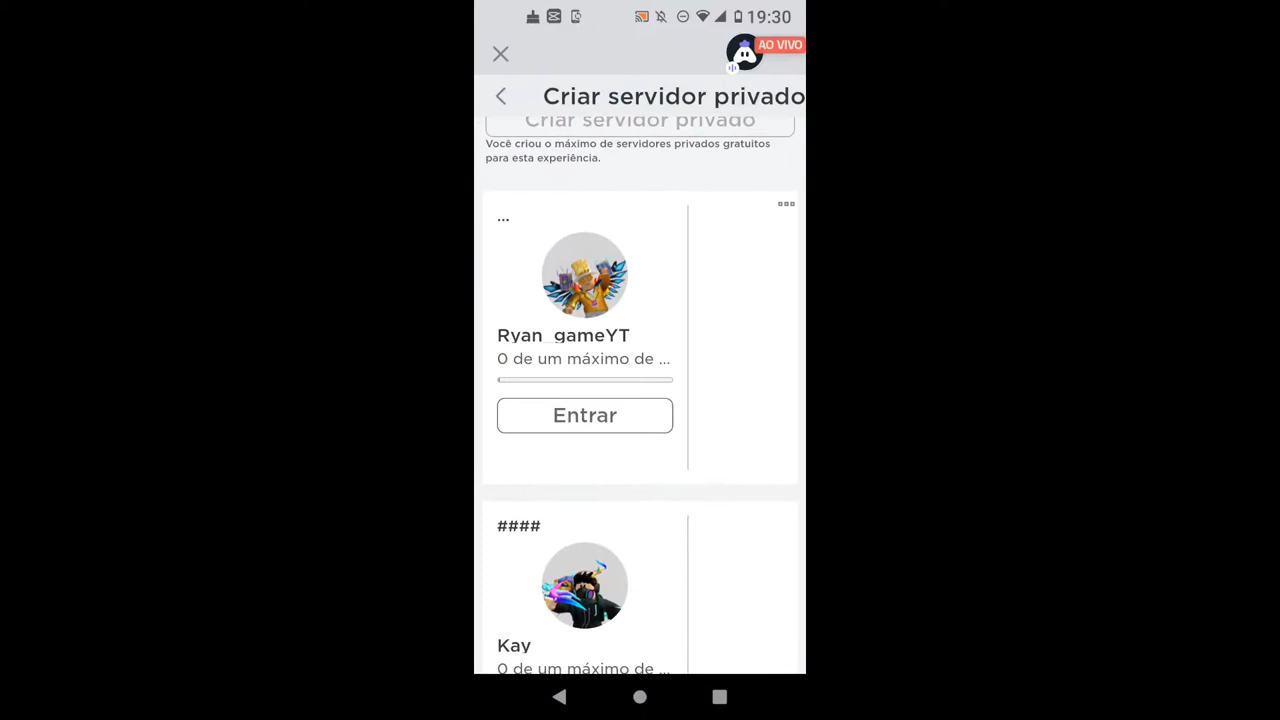 19:30
AO VIVO
Criar servidor privado
Criar servidor privado
Você criou o máximo de servidores privados gratuitos
para esta experiência.
...
Ryan_gameYT
0 de um máximo de ...
Entrar
####
Kay
0 de um máximo de ...